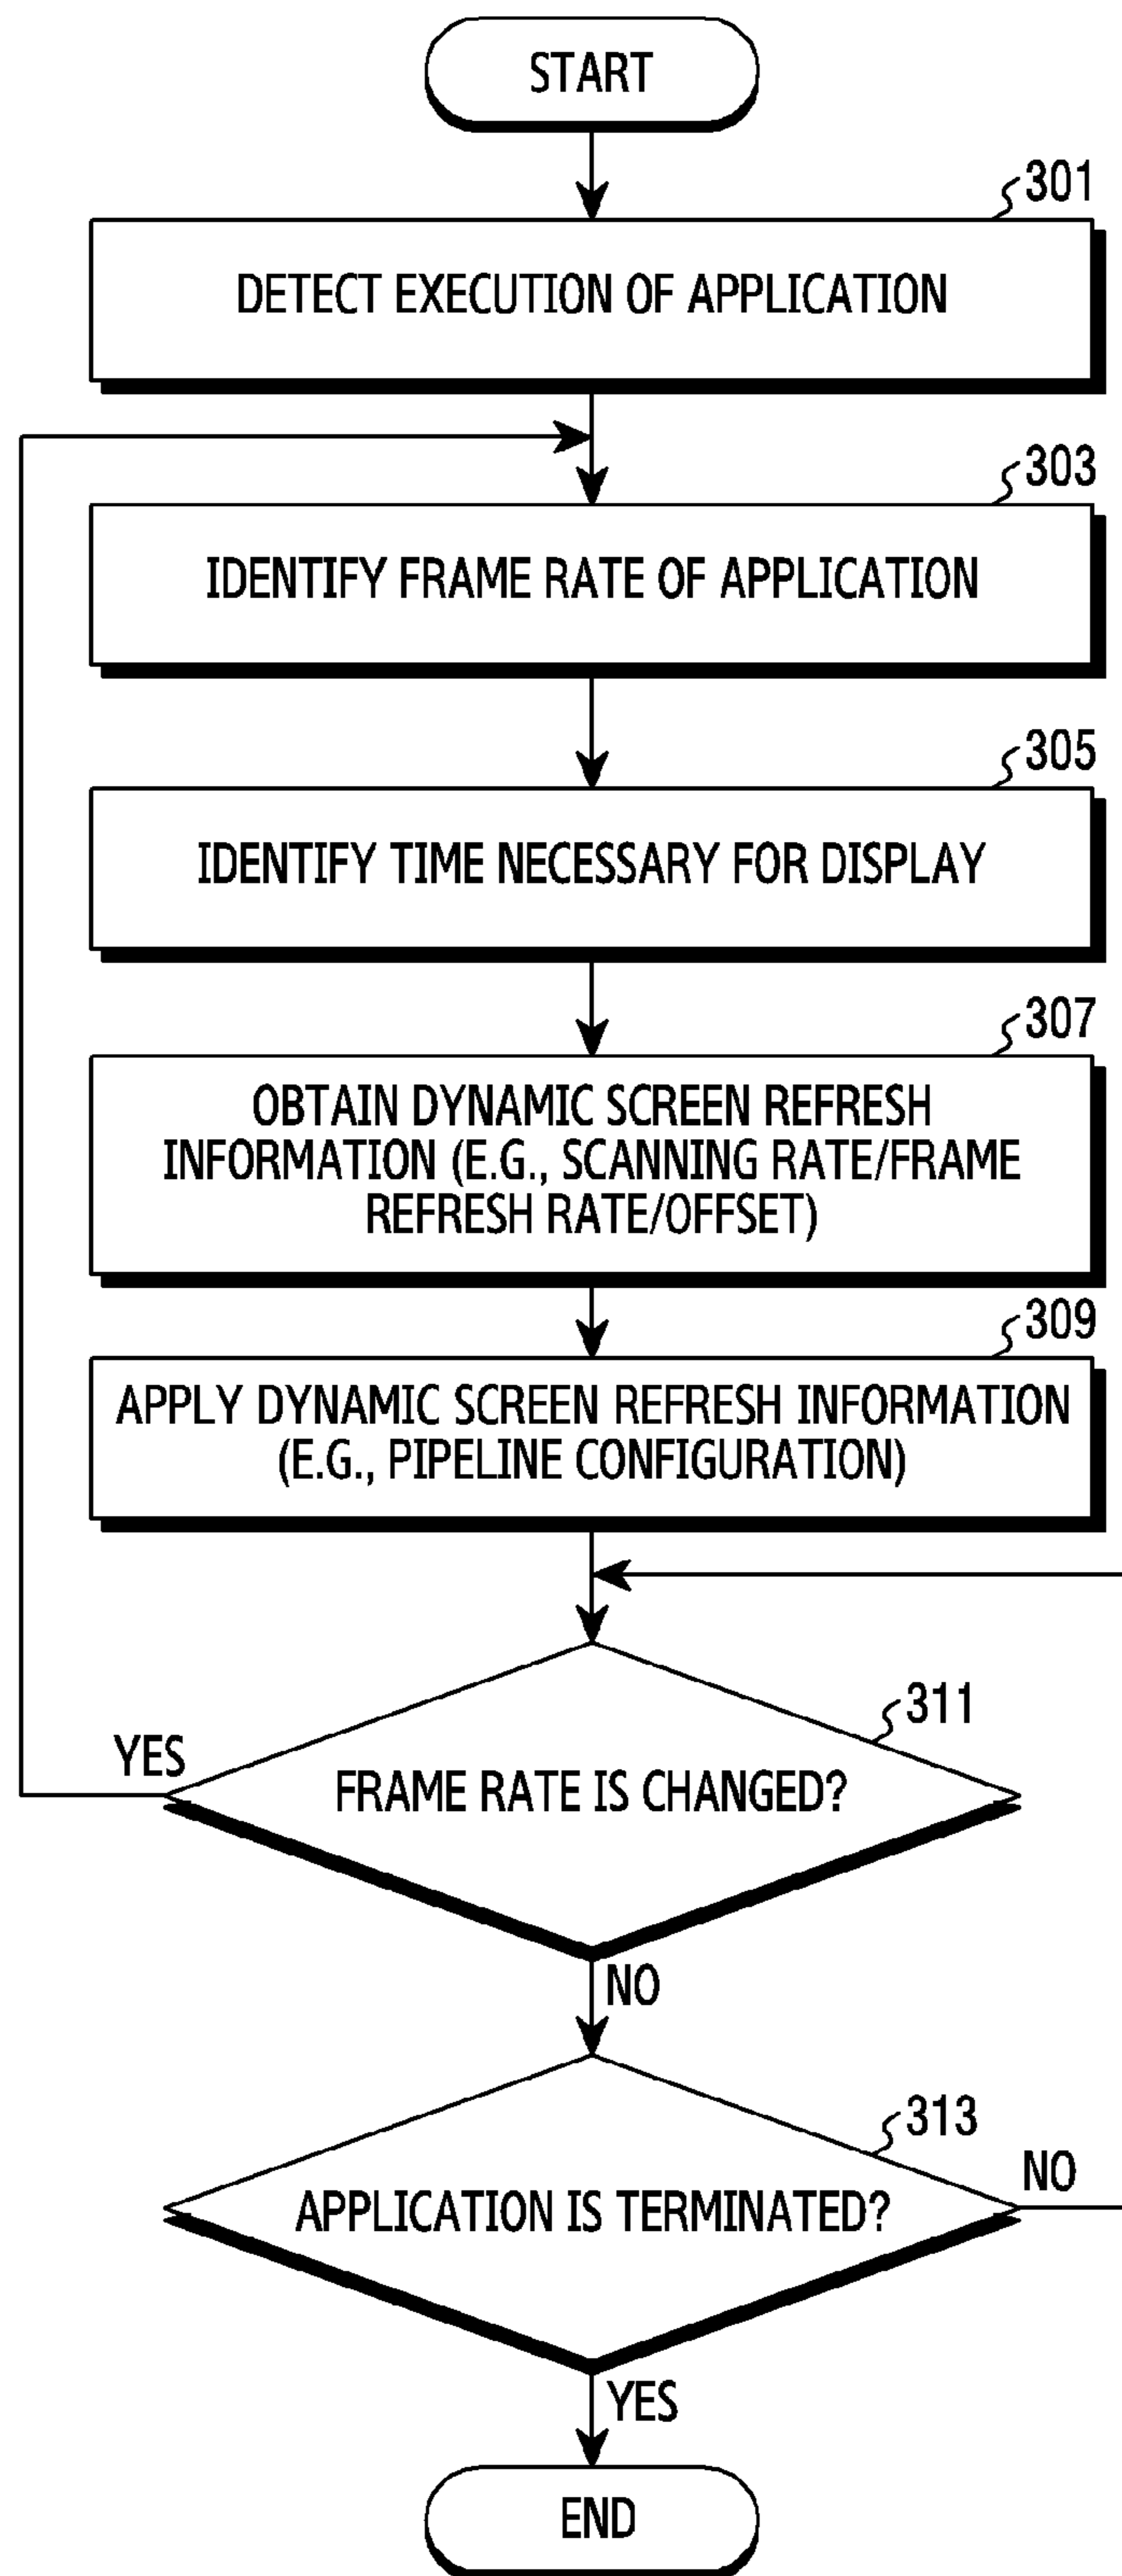 START
301
DETECT EXECUTION OF APPLICATION
303
IDENTIFY FRAME RATE OF APPLICATION
305
IDENTIFY TIME NECESSARY FOR DISPLAY
307
OBTAIN DYNAMIC SCREEN REFRESH
INFORMATION (E.G., SCANNING RATE/FRAME
REFRESH RATE/OFFSET)
309
APPLY DYNAMIC SCREEN REFRESH INFORMATION
(E.G., PIPELINE CONFIGURATION)
311
YES
FRAME RATE IS CHANGED?
NO
313
NO
APPLICATION IS TERMINATED?
YES
END